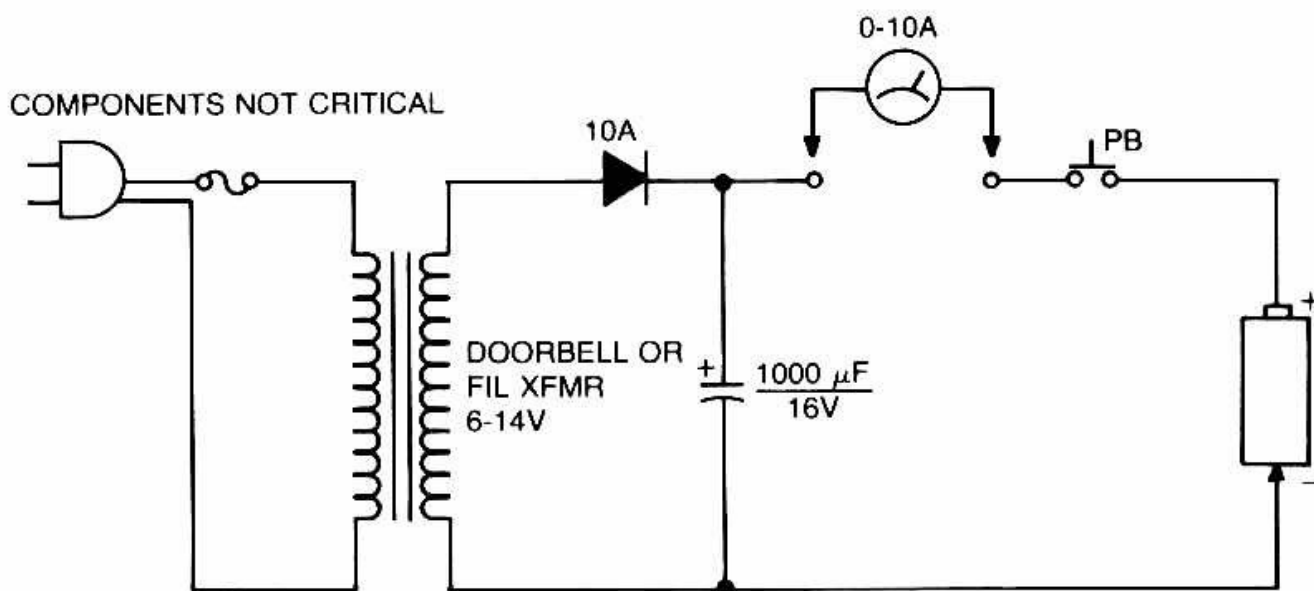 0-10A
COMPONENTS NOT CRITICAL
10A
PB
DOORBELL OR
FIL XFMR
6-14V
+
1000 μF
16V
+
−